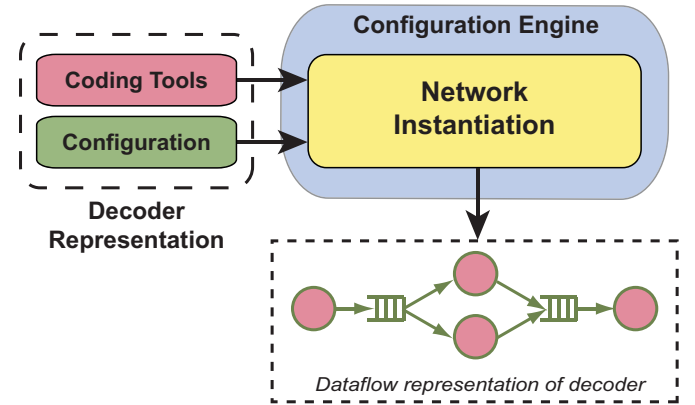 Configuration Engine
Coding Tools
Configuration
Network
Instantiation
Decoder
Representation
Dataflow representation of decoder